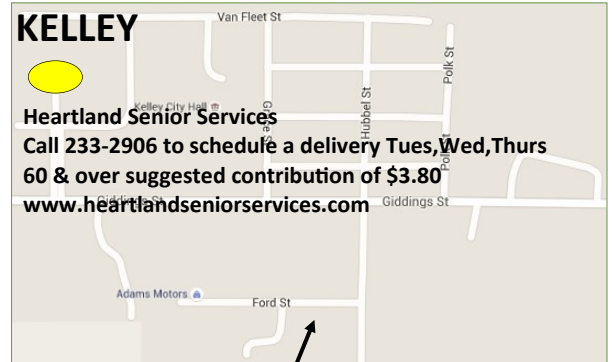 Van Fleet St
KELLEY
Polk St
Kelley City Hall
Hubbel St
Heartland Senior Services
Call 233-2906 to schedule a delivery Tues,Wed,Thurs
60 & over suggested contribution of $3.80
www.heartlandseniorservices.com
Giddings St
Giddings St
Adams Motors
Ford St